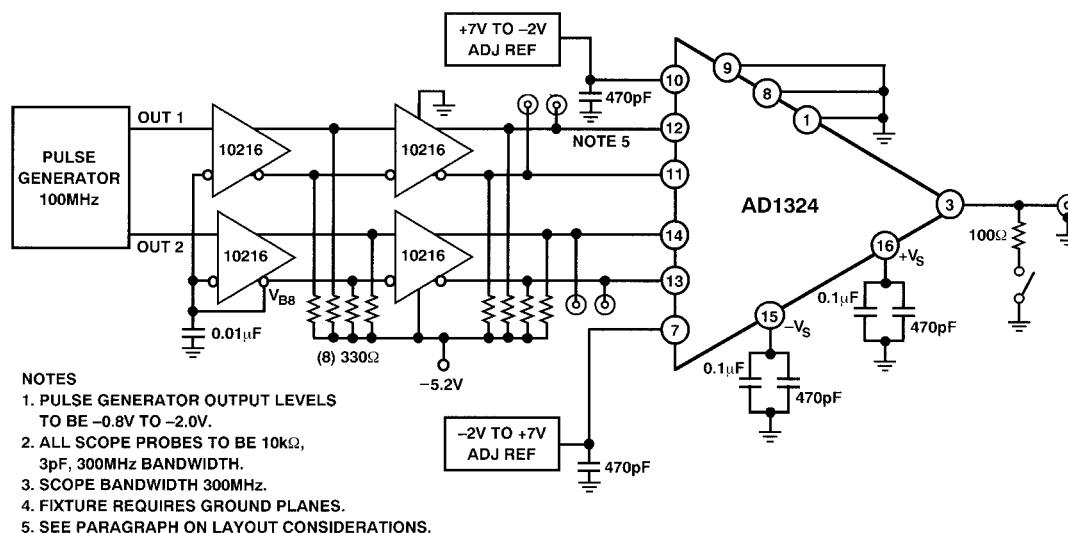 +7V TO –2V
ADJ REF
470pF
10
9
8
1
OUT 1
PULSE
GENERATOR
100MHz
10216
10216
NOTE 5
12
11
AD1324
3
100Ω
OUT 2
10216
10216
14
13
16
+VS
VB8
0.01μF
(8) 330Ω
–5.2V
7
15
–VS
0.1μF
470pF
0.1μF
470pF
–2V TO +7V
ADJ REF
470pF
NOTES
1. PULSE GENERATOR OUTPUT LEVELS
TO BE –0.8V TO –2.0V.
2. ALL SCOPE PROBES TO BE 10kΩ,
3pF, 300MHz BANDWIDTH.
3. SCOPE BANDWIDTH 300MHz.
4. FIXTURE REQUIRES GROUND PLANES.
5. SEE PARAGRAPH ON LAYOUT CONSIDERATIONS.